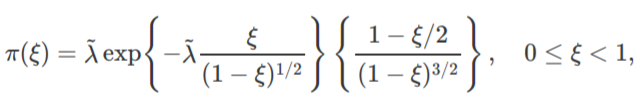 π(ξ) = λ̃ exp{ −λ̃ ξ / (1 − ξ)^{1/2} } { (1 − ξ/2) / (1 − ξ)^{3/2} }, 0 ≤ ξ < 1,